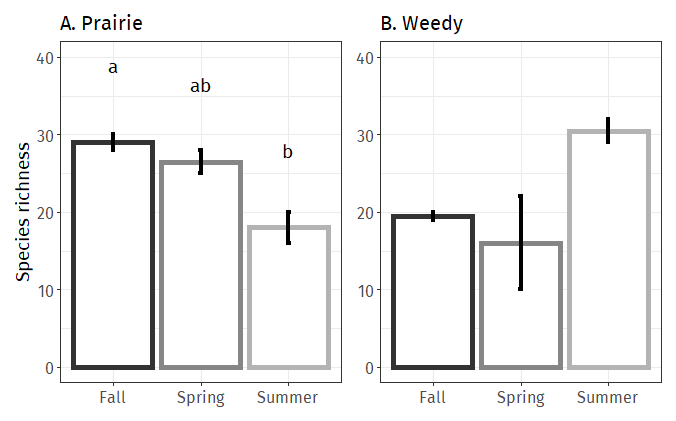 A. Prairie
B. Weedy
Species richness
40
30
20
10
0
a
ab
b
Fall
Spring
Summer
40
30
20
10
0
Fall
Spring
Summer